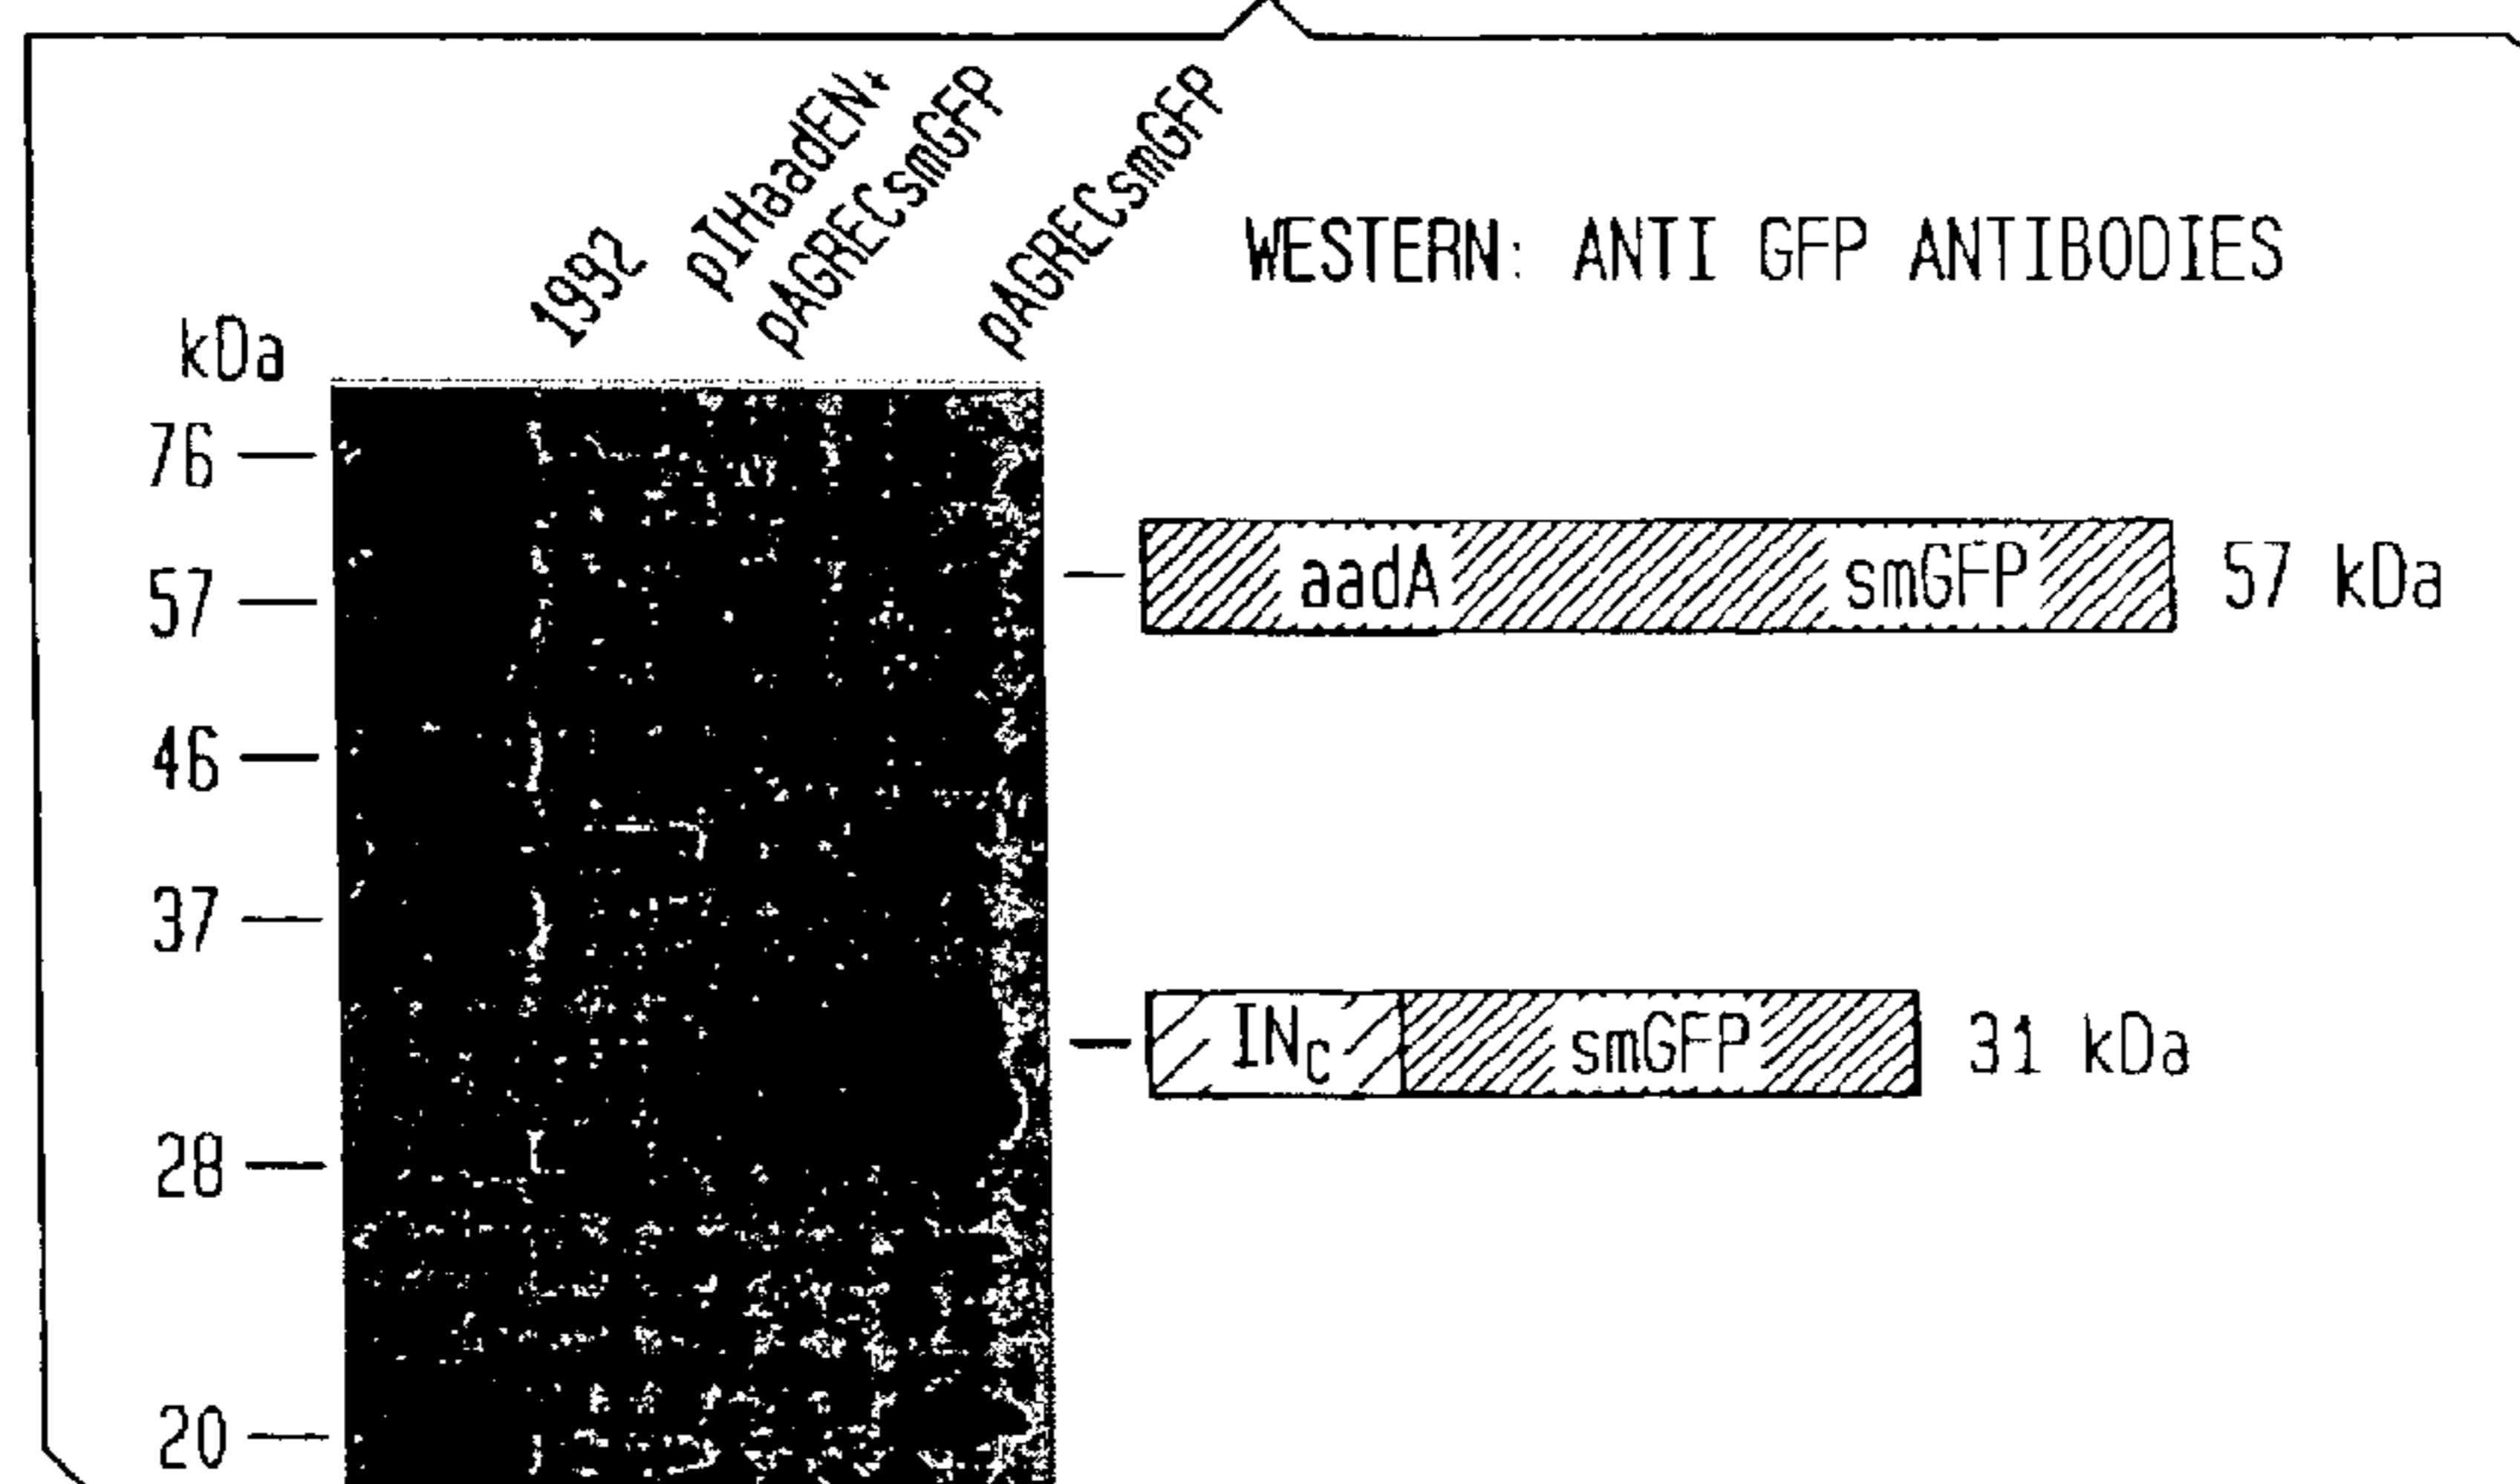 1992
pIHaadEN+
pAGRECsmGFP
pAGRECsmGFP
WESTERN: ANTI GFP ANTIBODIES
kDa
76
57
aadA smGFP 57 kDa
46
37
INC smGFP 31 kDa
28
20